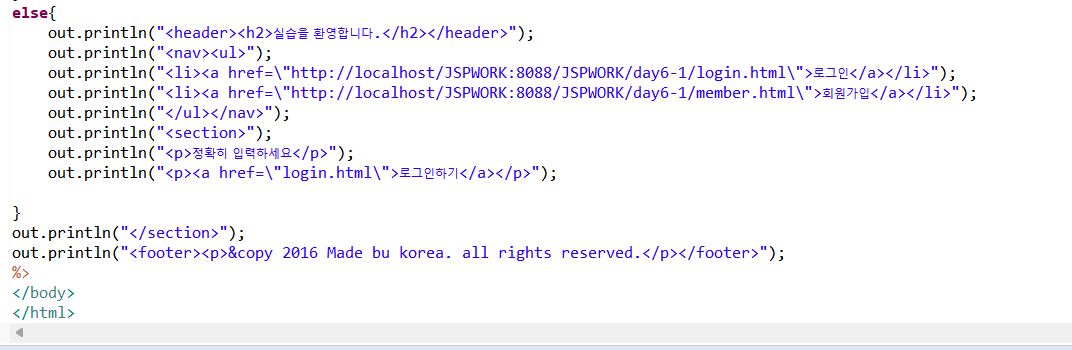 else{
out.println("<header><h2>실습을 환영합니다.</h2></header>");
out.println("<nav><ul>");
out.println("<li><a href=\"http://localhost/JSPWORK:8088/JSPWORK/day6-1/login.html\">로그인</a></li>");
out.println("<li><a href=\"http://localhost/JSPWORK:8088/JSPWORK/day6-1/member.html\">회원가입</a></li>");
out.println("</ul></nav>");
out.println("<section>");
out.println("<p>정확히 입력하세요</p>");
out.println("<p><a href=\"login.html\">로그인하기</a></p>");
}
out.println("</section>");
out.println("<footer><p>&copy 2016 Made bu korea. all rights reserved.</p></footer>");
%>
</body>
</html>